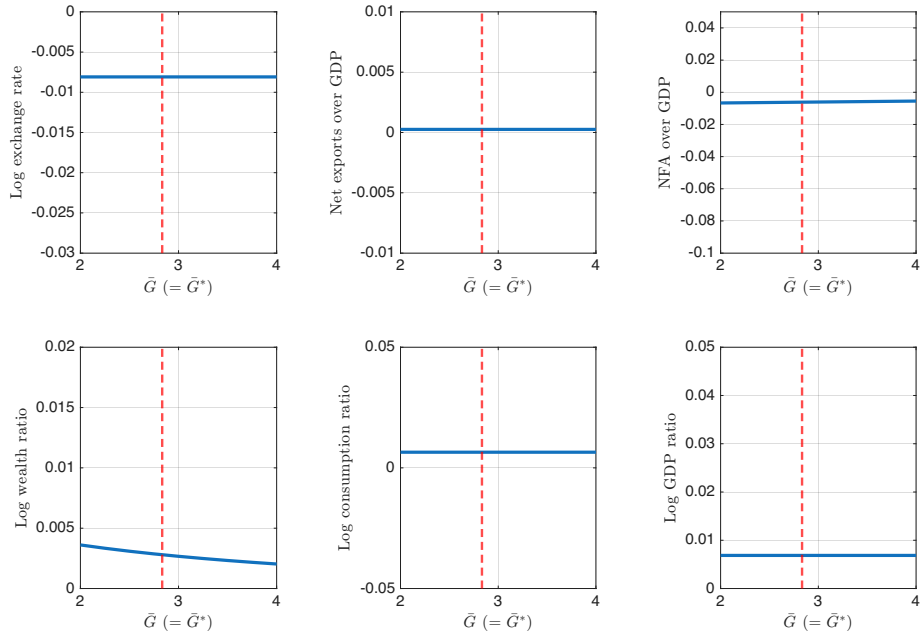 Log exchange rate
0
-0.005
-0.01
-0.015
-0.02
-0.025
-0.03
2 3 4
Ḡ (= Ḡ*)
Net exports over GDP
0.01
0.005
0
-0.005
-0.01
2 3 4
Ḡ (= Ḡ*)
NFA over GDP
0.04
0.02
0
-0.02
-0.04
-0.06
-0.08
-0.1
2 3 4
Ḡ (= Ḡ*)
Log wealth ratio
0.02
0.015
0.01
0.005
0
2 3 4
Ḡ (= Ḡ*)
Log consumption ratio
0.05
0
-0.05
2 3 4
Ḡ (= Ḡ*)
Log GDP ratio
0.05
0.04
0.03
0.02
0.01
0
2 3 4
Ḡ (= Ḡ*)